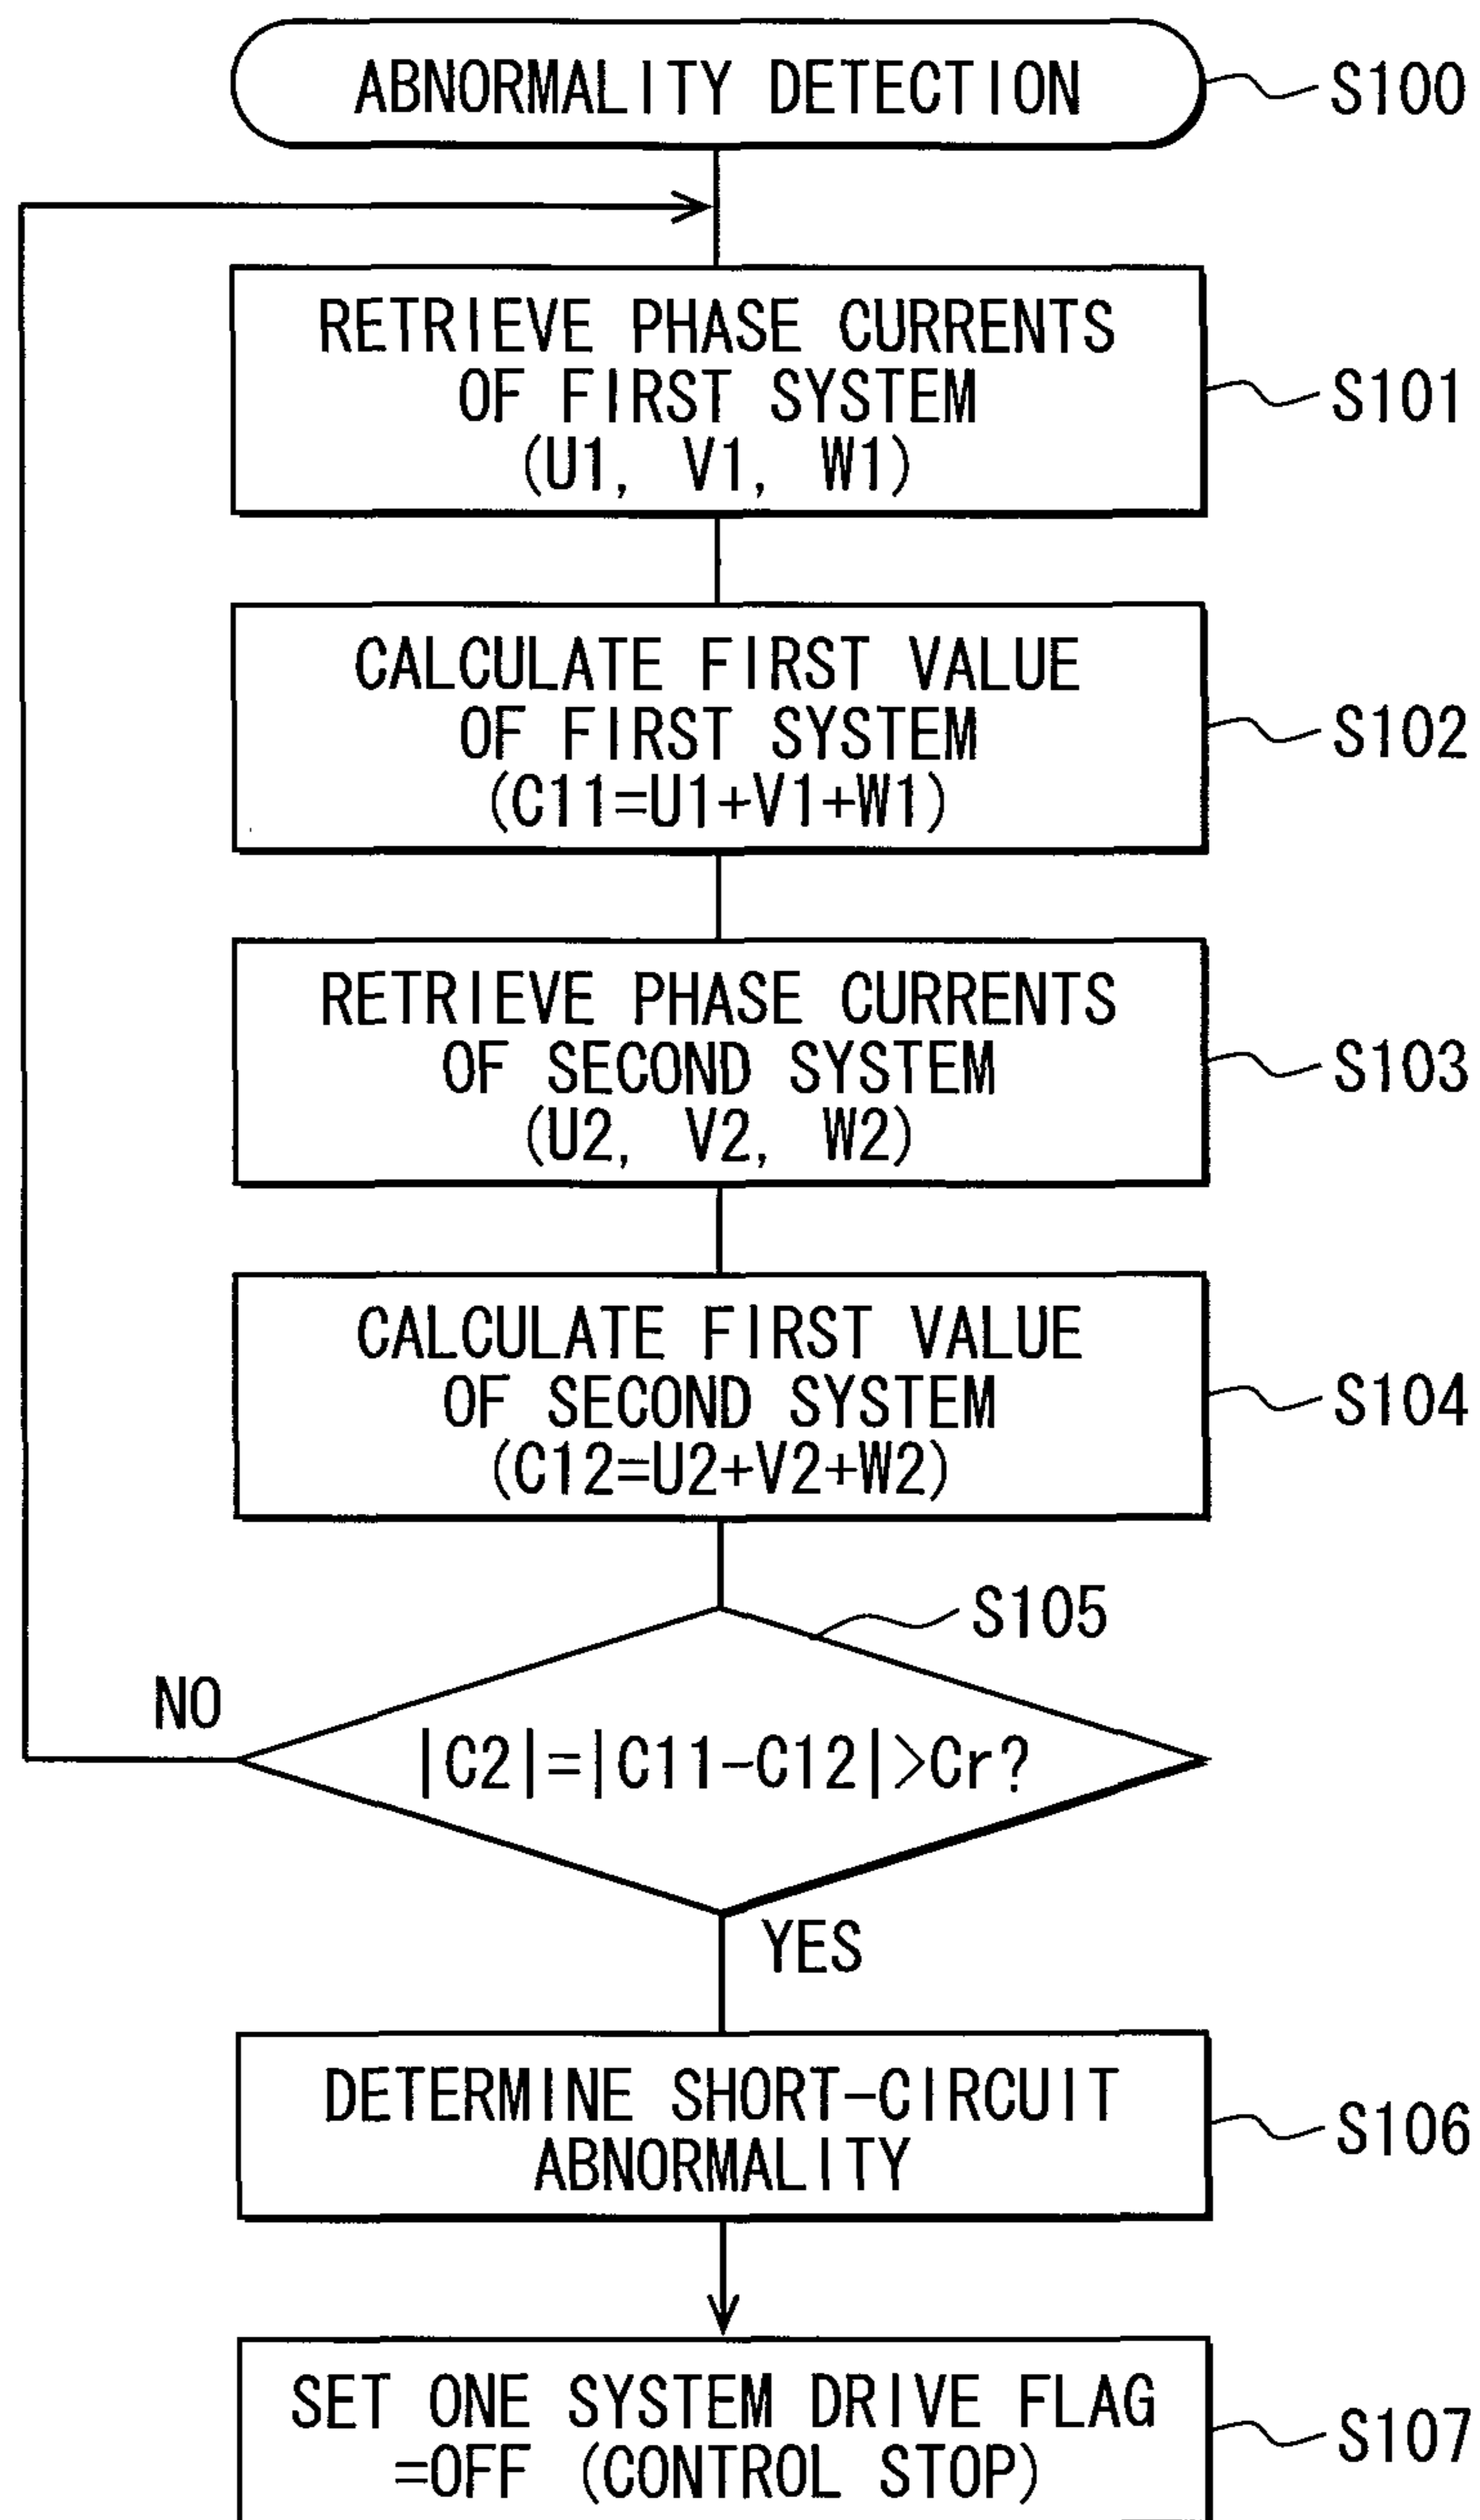 ABNORMALITY DETECTION
S100
RETRIEVE PHASE CURRENTS
OF FIRST SYSTEM
(U1, V1, W1)
S101
CALCULATE FIRST VALUE
OF FIRST SYSTEM
(C11=U1+V1+W1)
S102
RETRIEVE PHASE CURRENTS
OF SECOND SYSTEM
(U2, V2, W2)
S103
CALCULATE FIRST VALUE
OF SECOND SYSTEM
(C12=U2+V2+W2)
S104
S105
NO
|C2|=|C11-C12|>Cr?
YES
DETERMINE SHORT-CIRCUIT
ABNORMALITY
S106
SET ONE SYSTEM DRIVE FLAG
=OFF (CONTROL STOP)
S107